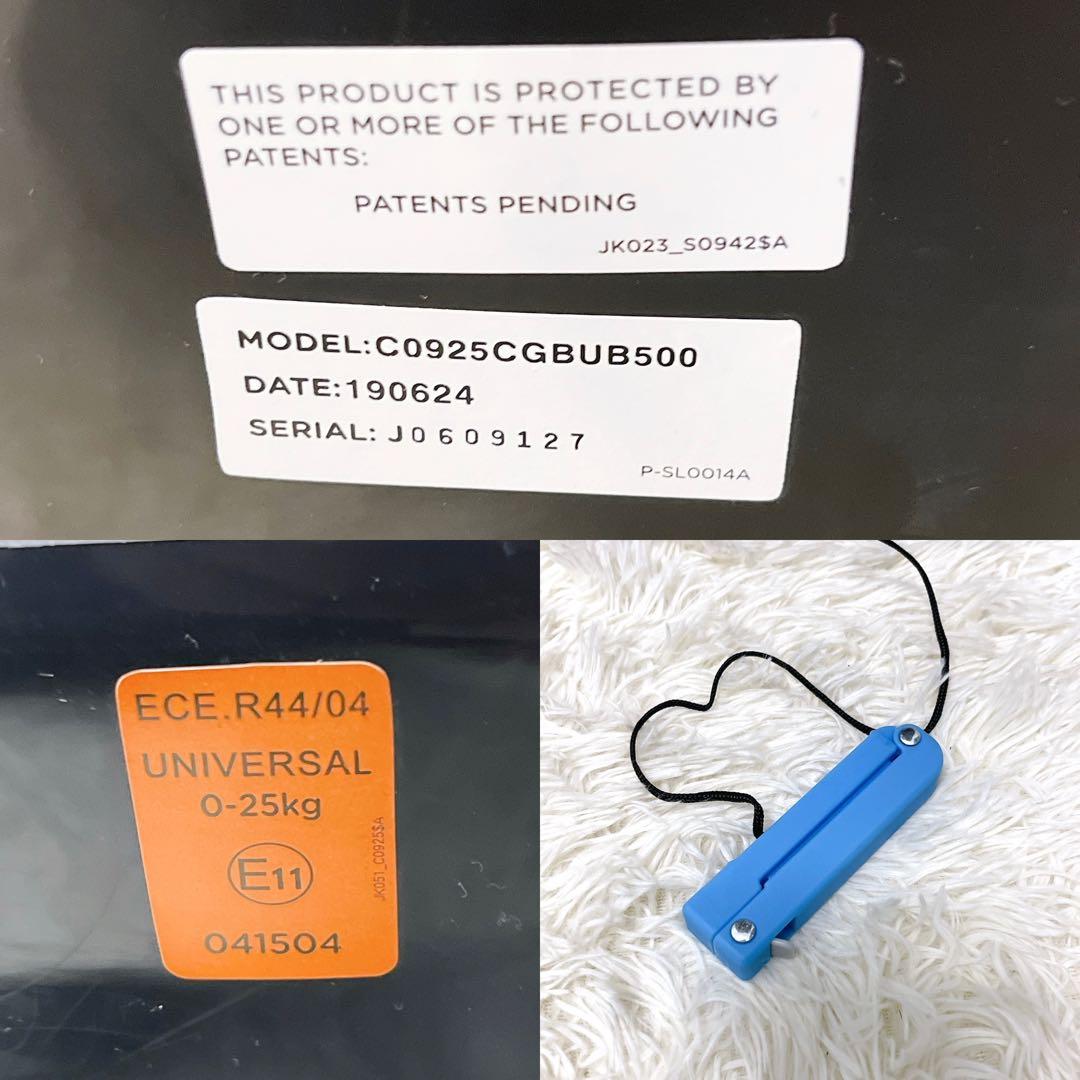 THIS PRODUCT IS PROTECTED BY
ONE OR MORE OF THE FOLLOWING
PATENTS:
PATENTS PENDING
JK023_S0942$A
MODEL:C0925CGBUB500
DATE:190624
SERIAL: J0609127
P-SL0014A
ECE.R44/04
UNIVERSAL
0-25kg
E11
JK051_C0925$A
041504